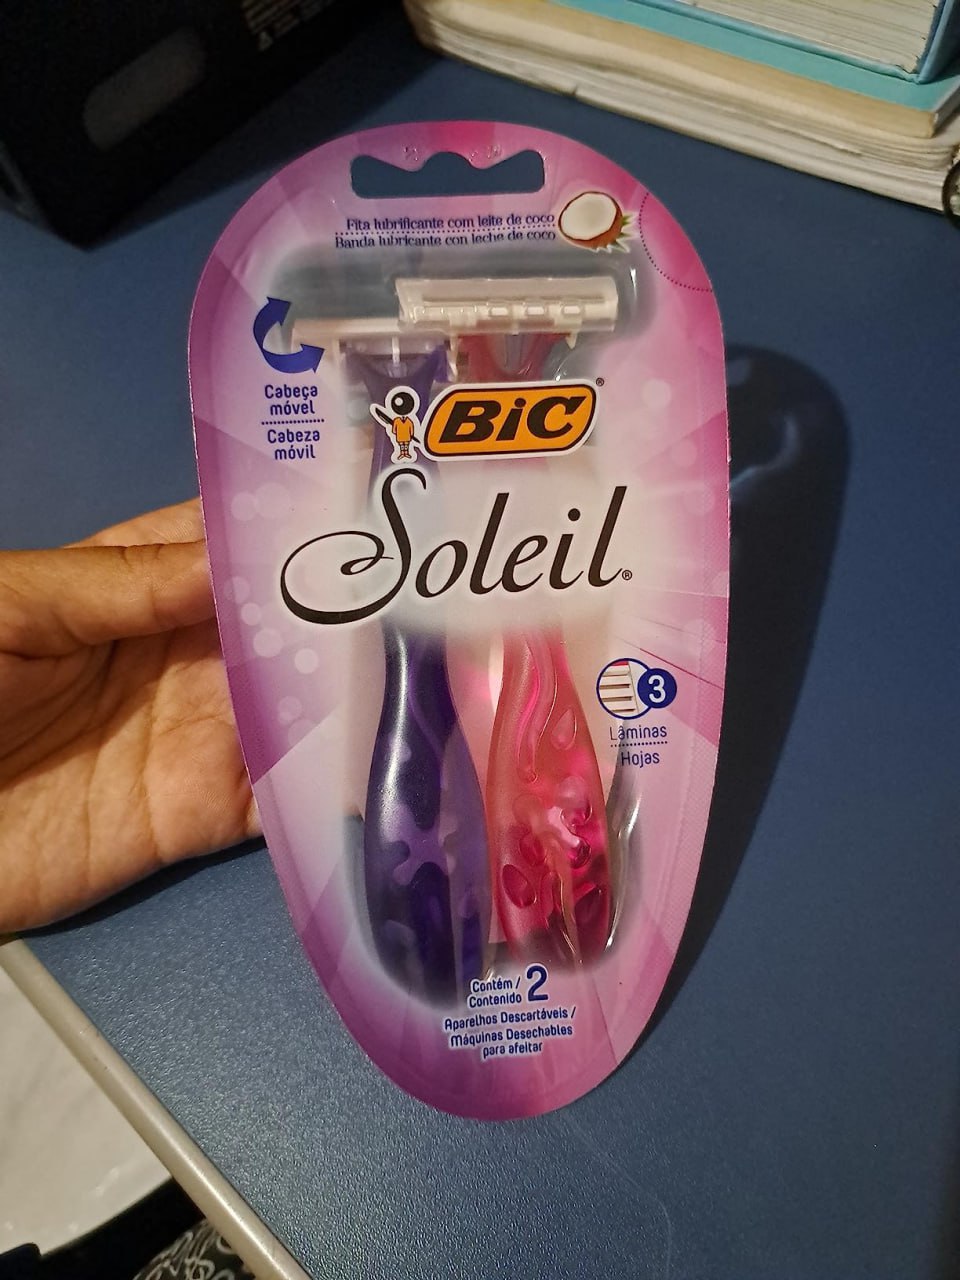 Fita lubrificante com leite de coco
Banda lubricante con leche de coco
Cabeça
móvel
Cabeza
móvil
BiC®
Soleil®
3
Lâminas
Hojas
Contém /
Contenido 2
Aparelhos Descartáveis /
Máquinas Desechables
para afeitar